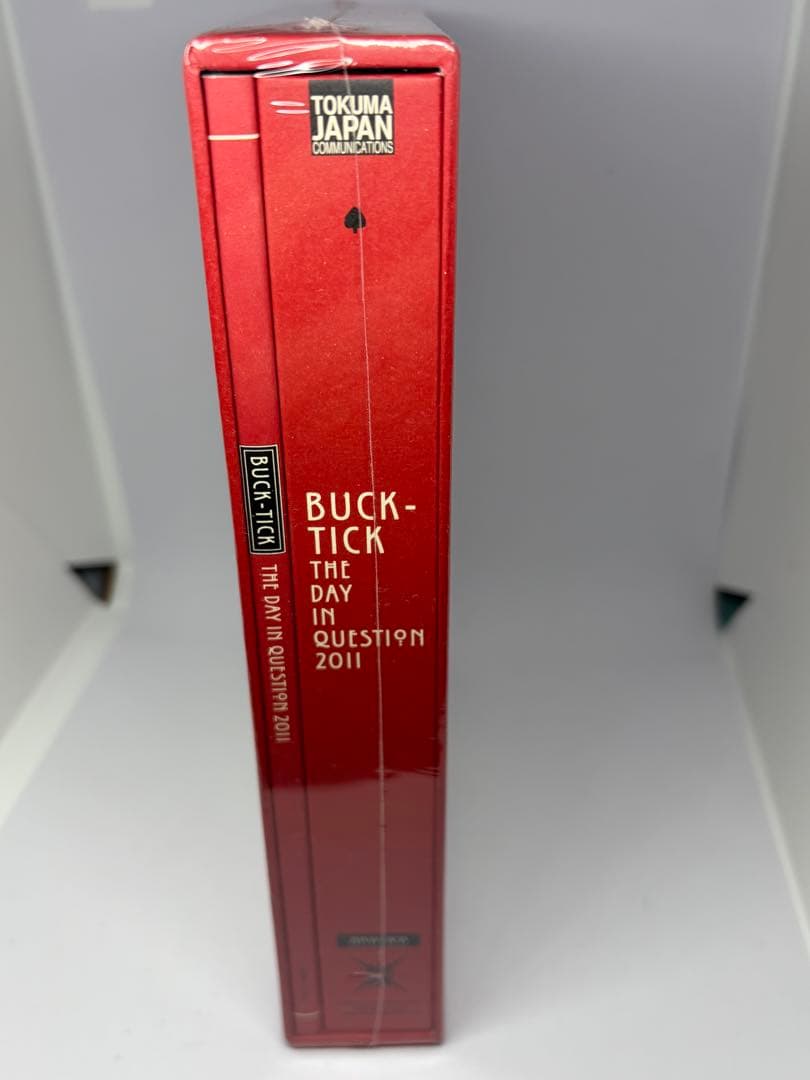 TOKUMA
JAPAN
COMMUNICATIONS
BUCK-TICK THE DAY IN QUESTION 2011
BUCK-
TICK
THE
DAY
IN
QUESTION
2011